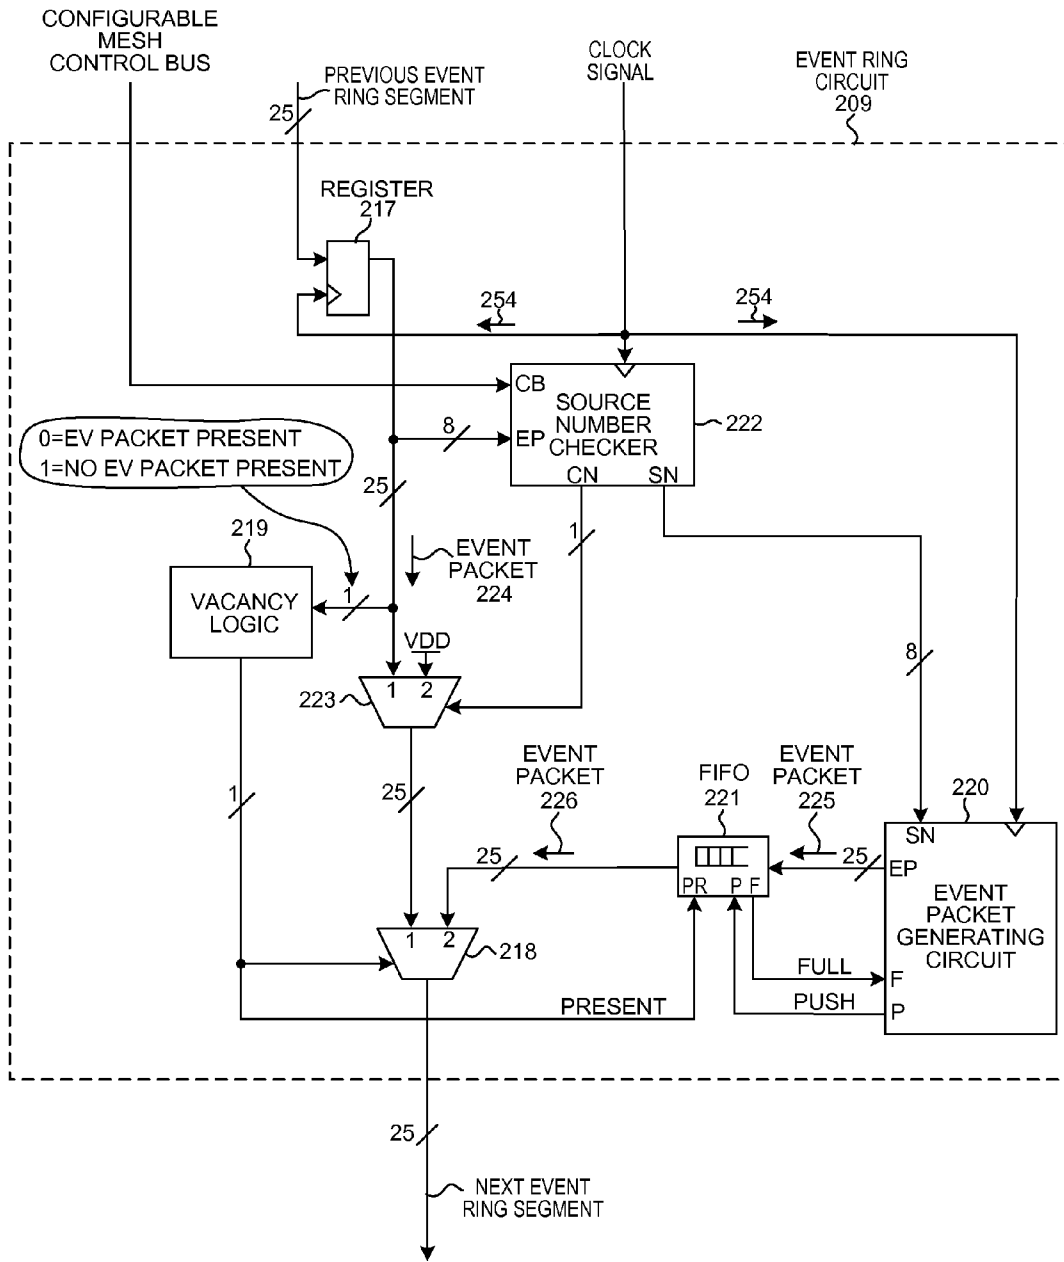 CONFIGURABLE
MESH
CONTROL BUS
PREVIOUS EVENT
RING SEGMENT
25
CLOCK
SIGNAL
EVENT RING
CIRCUIT
209
REGISTER
217
254
254
CB
SOURCE
NUMBER
CHECKER
EP
CN
SN
222
8
0=EV PACKET PRESENT
1=NO EV PACKET PRESENT
25
1
219
EVENT
PACKET
224
VACANCY
LOGIC
1
VDD
8
1
2
223
EVENT
PACKET
226
FIFO
221
EVENT
PACKET
225
220
1
25
SN
25
25
EP
PR
P
F
EVENT
PACKET
GENERATING
CIRCUIT
1
2
218
FULL
F
PRESENT
PUSH
P
25
NEXT EVENT
RING SEGMENT